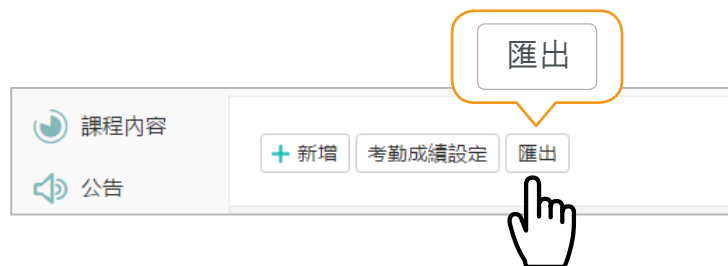 匯出
課程內容
新增 考勤成績設定 匯出
公告